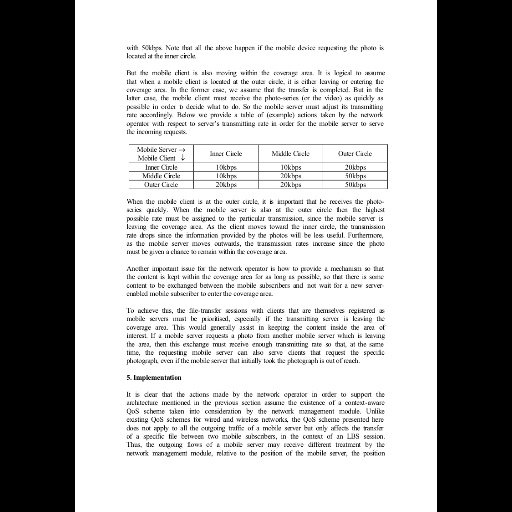 with 50kbps. Note that all the above happen if the mobile device requesting the photo is
located at the inner circle.
But the mobile client is also moving within the coverage area. It is logical to assume
that when a mobile client is located at the outer circle, it is either leaving or entering the
coverage area. In the former case, we assume that the transfer is completed. But in the
latter case, the mobile client must receive the photo-series (or the video) as quickly as
possible in order to decide what to do. So the mobile server must adjust its transmitting
rate accordingly. Below we provide a table of (example) actions taken by the network
operator with respect to server's transmitting rate in order for the mobile server to serve
the incoming requests.
Mobile Server →
Mobile Client ↓ Inner Circle Middle Circle Outer Circle
Inner Circle 10kbps 10kbps 20kbps
Middle Circle 10kbps 20kbps 50kbps
Outer Circle 20kbps 20kbps 50kbps
When the mobile client is at the outer circle, it is important that he receives the photo-
series quickly. When the mobile server is also at the outer circle then the highest
possible rate must be assigned to the particular transmission, since the mobile server is
leaving the coverage area. As the client moves toward the inner circle, the transmission
rate drops since the information provided by the photos will be less useful. Furthermore,
as the mobile server moves outwards, the transmission rates increase since the photo
must be given a chance to remain within the coverage area.
Another important issue for the network operator is how to provide a mechanism so that
the content is kept within the coverage area for as long as possible, so that there is some
content to be exchanged between the mobile subscribers and not wait for a new server-
enabled mobile subscriber to enter the coverage area.
To achieve this, the file-transfer sessions with clients that are themselves registered as
mobile servers must be prioritised, especially if the transmitting server is leaving the
coverage area. This would generally assist in keeping the content inside the area of
interest. If a mobile server requests a photo from another mobile server which is leaving
the area, then this exchange must receive enough transmitting rate so that, at the same
time, the requesting mobile server can also serve clients that request the specific
photograph, even if the mobile server that initially took the photograph is out of reach.
5. Implementation
It is clear that the actions made by the network operator in order to support the
architecture mentioned in the previous section assume the existence of a context-aware
QoS scheme taken into consideration by the network management module. Unlike
existing QoS schemes for wired and wireless networks, the QoS scheme presented here
does not apply to all the outgoing traffic of a mobile server but only affects the transfer
of a specific file between two mobile subscribers, in the context of an LBS session.
Thus, the outgoing flows of a mobile server may receive different treatment by the
network management module, relative to the position of the mobile server, the position